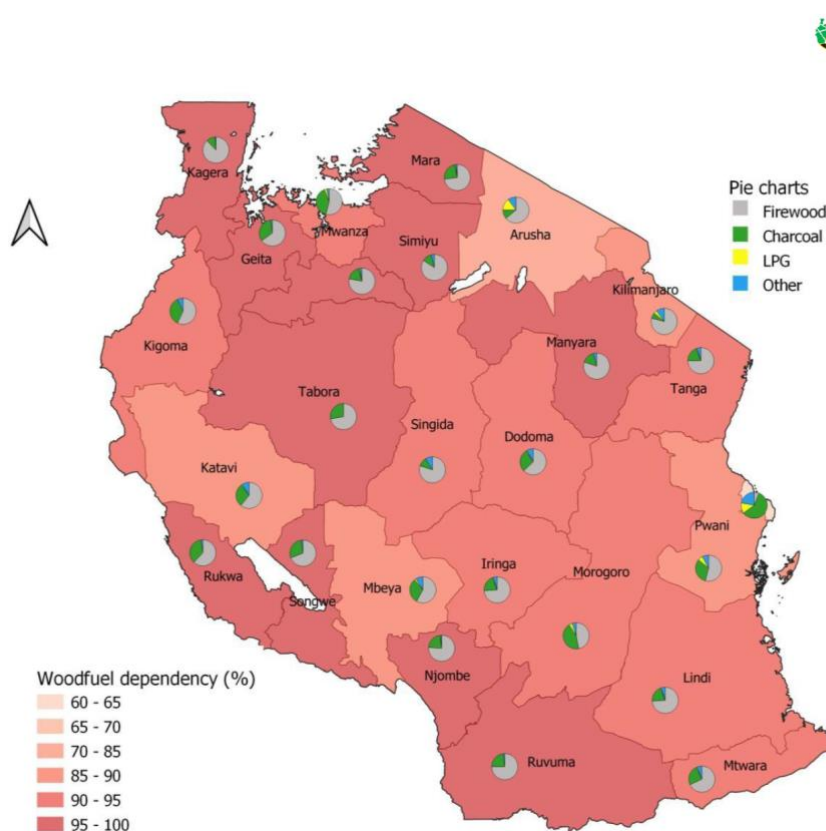 Mara
Kagera
Pie charts
Firewood
Charcoal
LPG
Other
Mwanza
Simiyu
Arusha
Geita
Kilimanjaro
Kigoma
Manyara
Tanga
Tabora
Singida
Dodoma
Katavi
Pwani
Rukwa
Songwe
Mbeya
Iringa
Morogoro
Njombe
Lindi
Ruvuma
Mtwara
Woodfuel dependency (%)
60 - 65
65 - 70
70 - 85
85 - 90
90 - 95
95 - 100